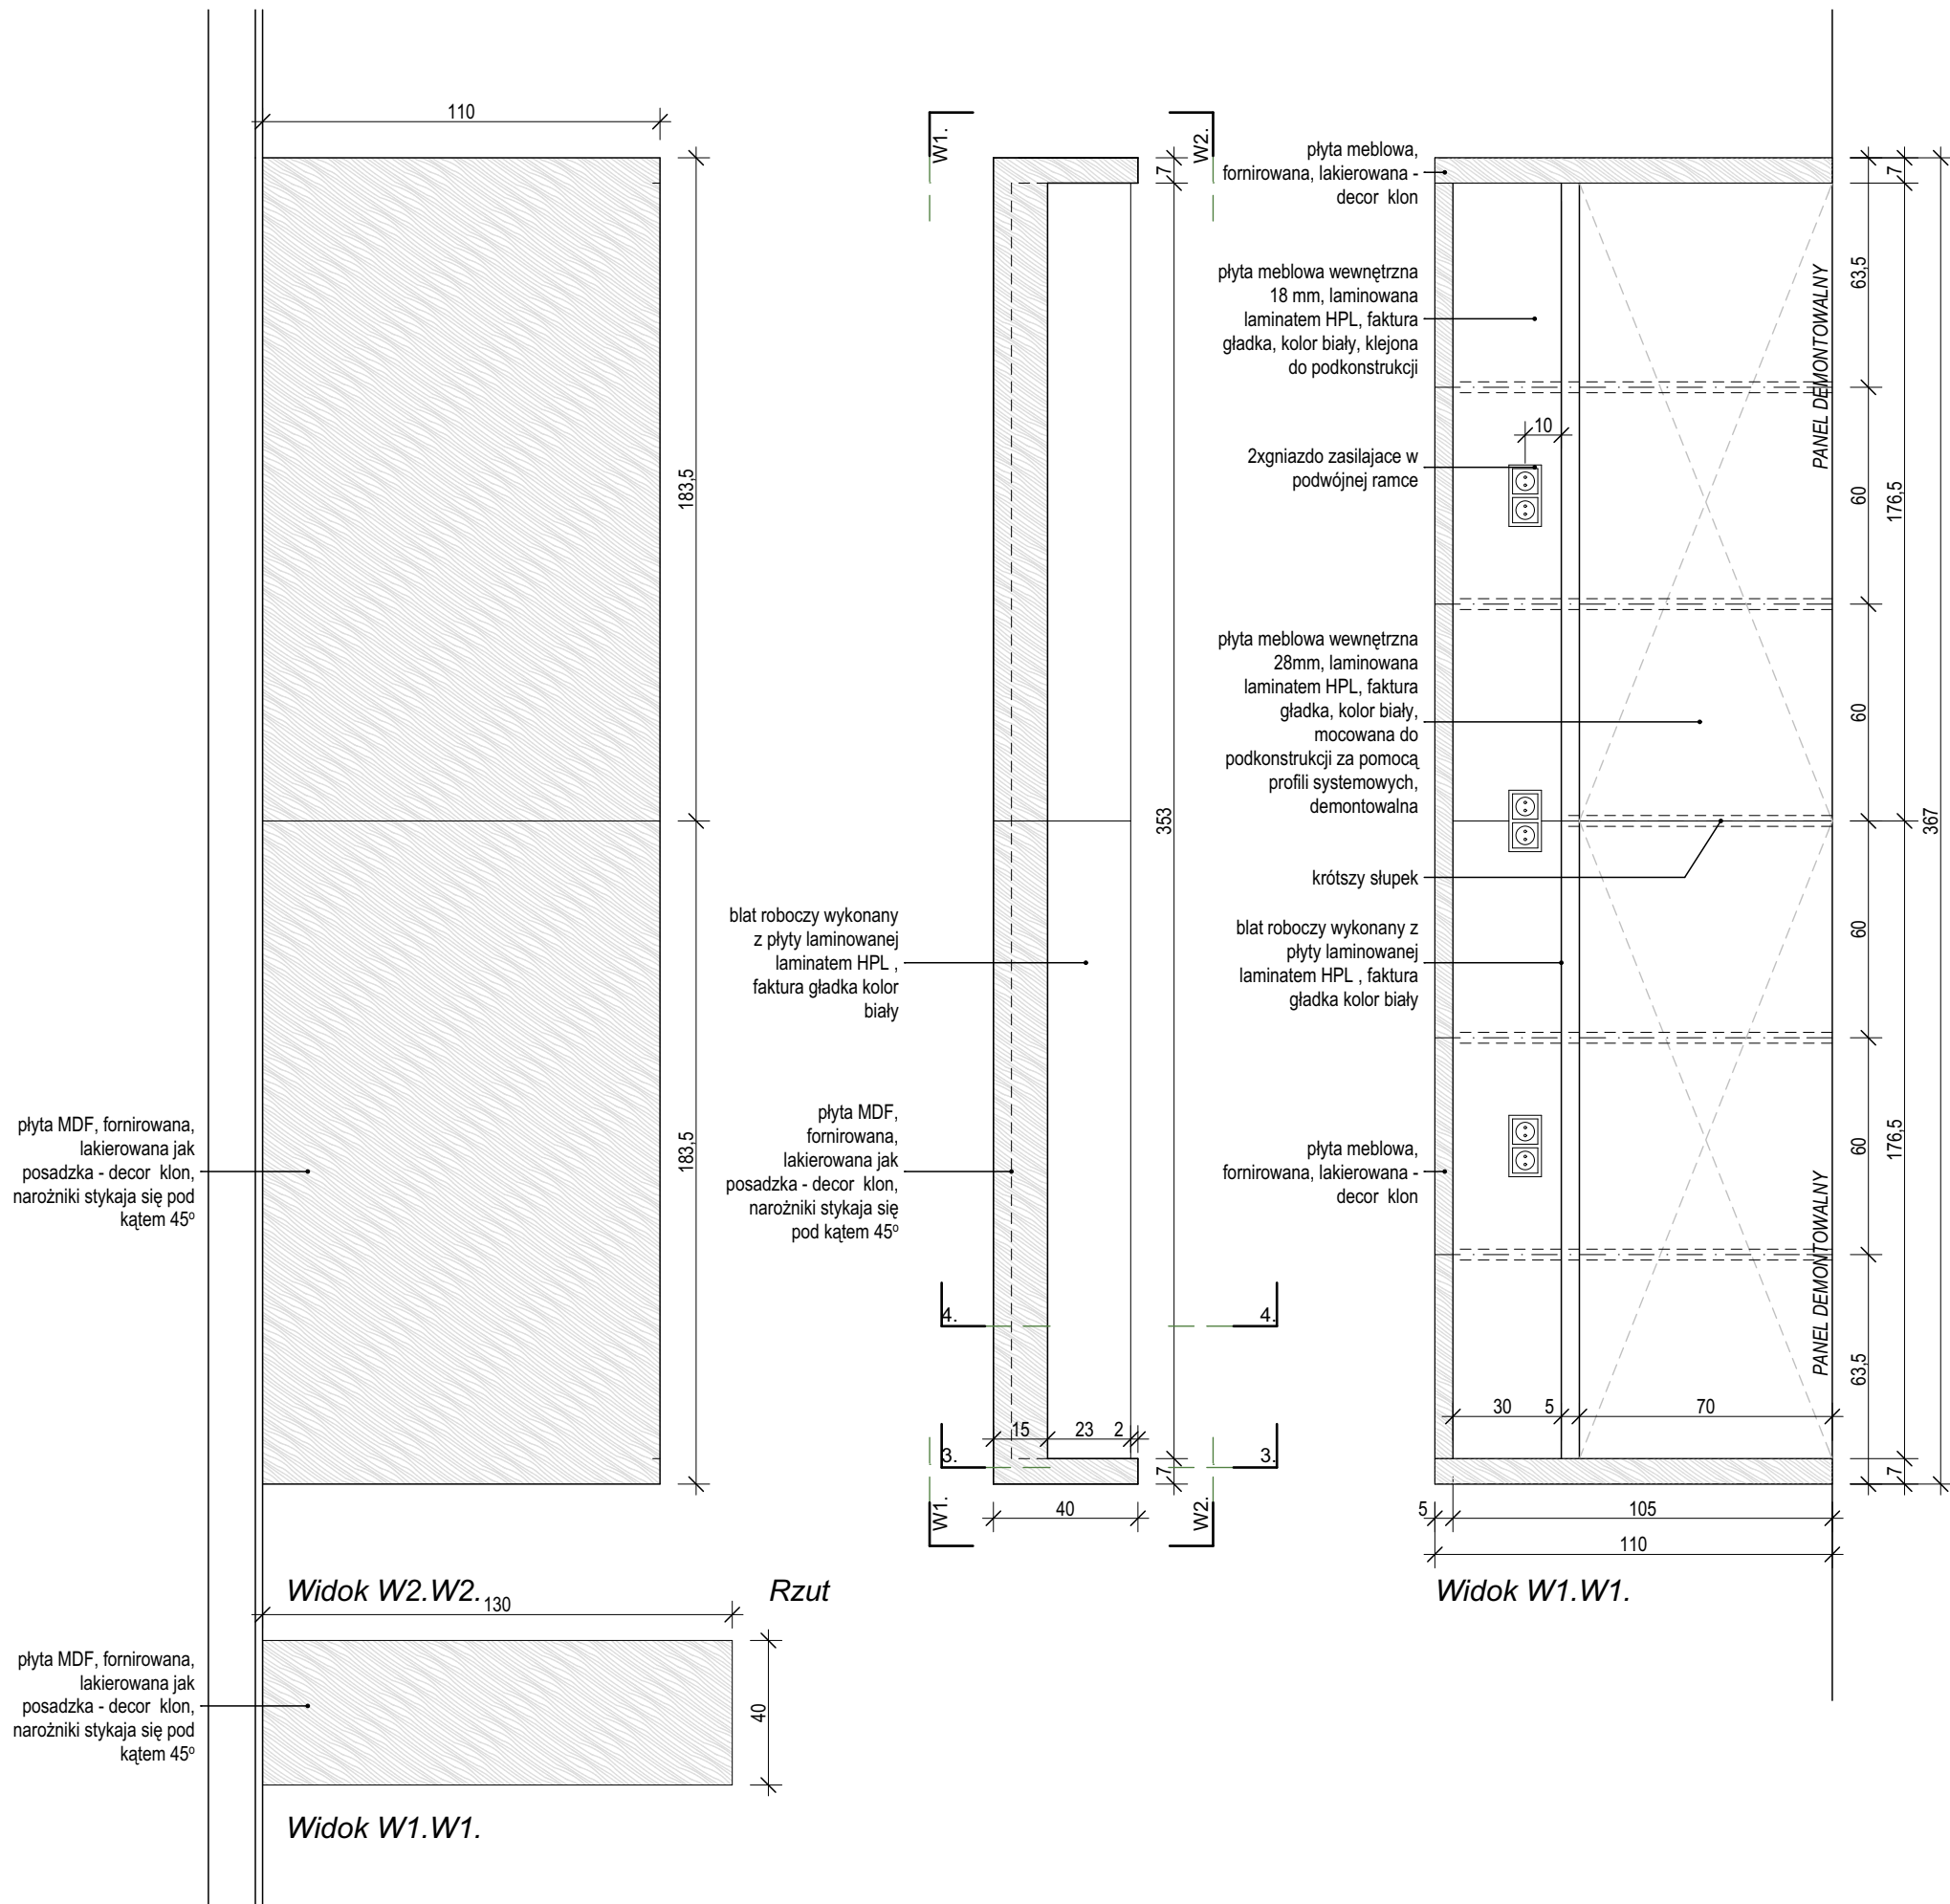 110
183,5
183,5
płyta MDF, fornirowana,
lakierowana jak
posadzka - decor klon,
narożniki stykaja się pod
kątem 45º
Widok W2.W2.
130
40
płyta MDF, fornirowana,
lakierowana jak
posadzka - decor klon,
narożniki stykaja się pod
kątem 45º
Widok W1.W1.
W1.
W2.
7
353
blat roboczy wykonany
z płyty laminowanej
laminatem HPL ,
faktura gładka kolor
biały
płyta MDF,
fornirowana,
lakierowana jak
posadzka - decor klon,
narożniki stykaja się
pod kątem 45º
4.
4.
15
23
2
3.
3.
7
40
W1.
W2.
Rzut
płyta meblowa,
fornirowana, lakierowana -
decor klon
płyta meblowa wewnętrzna
18 mm, laminowana
laminatem HPL, faktura
gładka, kolor biały, klejona
do podkonstrukcji
10
2xgniazdo zasilajace w
podwójnej ramce
płyta meblowa wewnętrzna
28mm, laminowana
laminatem HPL, faktura
gładka, kolor biały,
mocowana do
podkonstrukcji za pomocą
profili systemowych,
demontowalna
krótszy słupek
blat roboczy wykonany z
płyty laminowanej
laminatem HPL , faktura
gładka kolor biały
płyta meblowa,
fornirowana, lakierowana -
decor klon
PANEL DEMONTOWALNY
PANEL DEMONTOWALNY
63,5
60
60
60
60
63,5
7
176,5
176,5
7
367
30
5
70
5
105
110
Widok W1.W1.